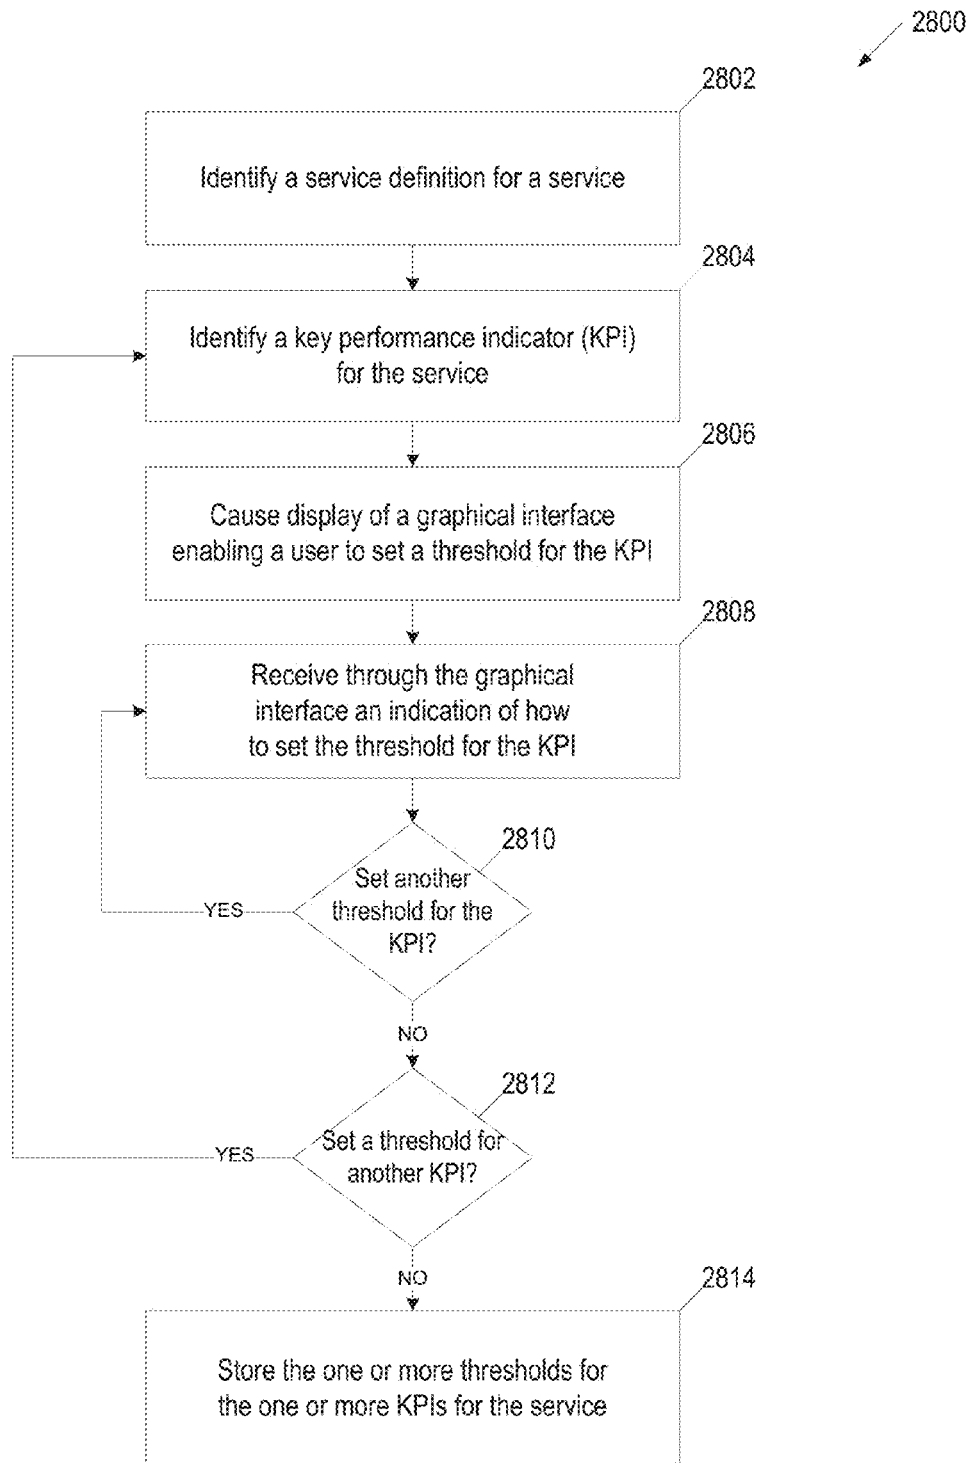 2800
2802
Identify a service definition for a service
2804
Identify a key performance indicator (KPI)
for the service
2806
Cause display of a graphical interface
enabling a user to set a threshold for the KPI
2808
Receive through the graphical
interface an indication of how
to set the threshold for the KPI
2810
Set another
threshold for the
KPI?
YES
NO
2812
Set a threshold for
another KPI?
YES
NO
2814
Store the one or more thresholds for
the one or more KPIs for the service